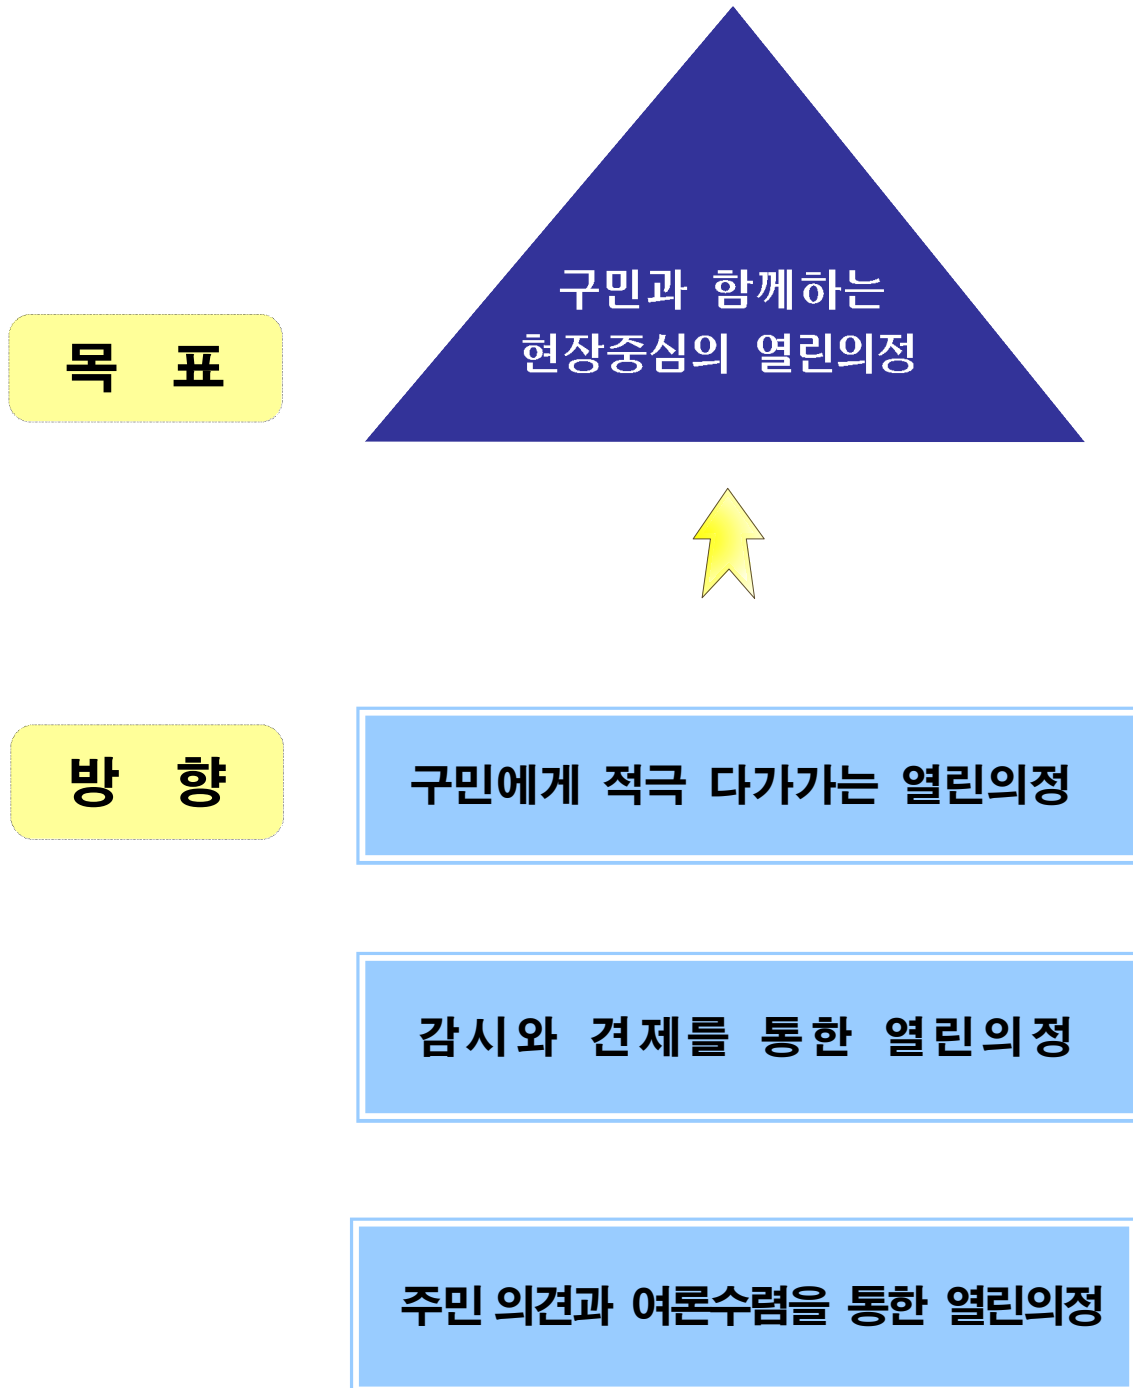 구민과 함께하는
현장중심의 열린의정
목 표
방 향
구민에게 적극 다가가는 열린의정
감시와 견제를 통한 열린의정
주민 의견과 여론수렴을 통한 열린의정